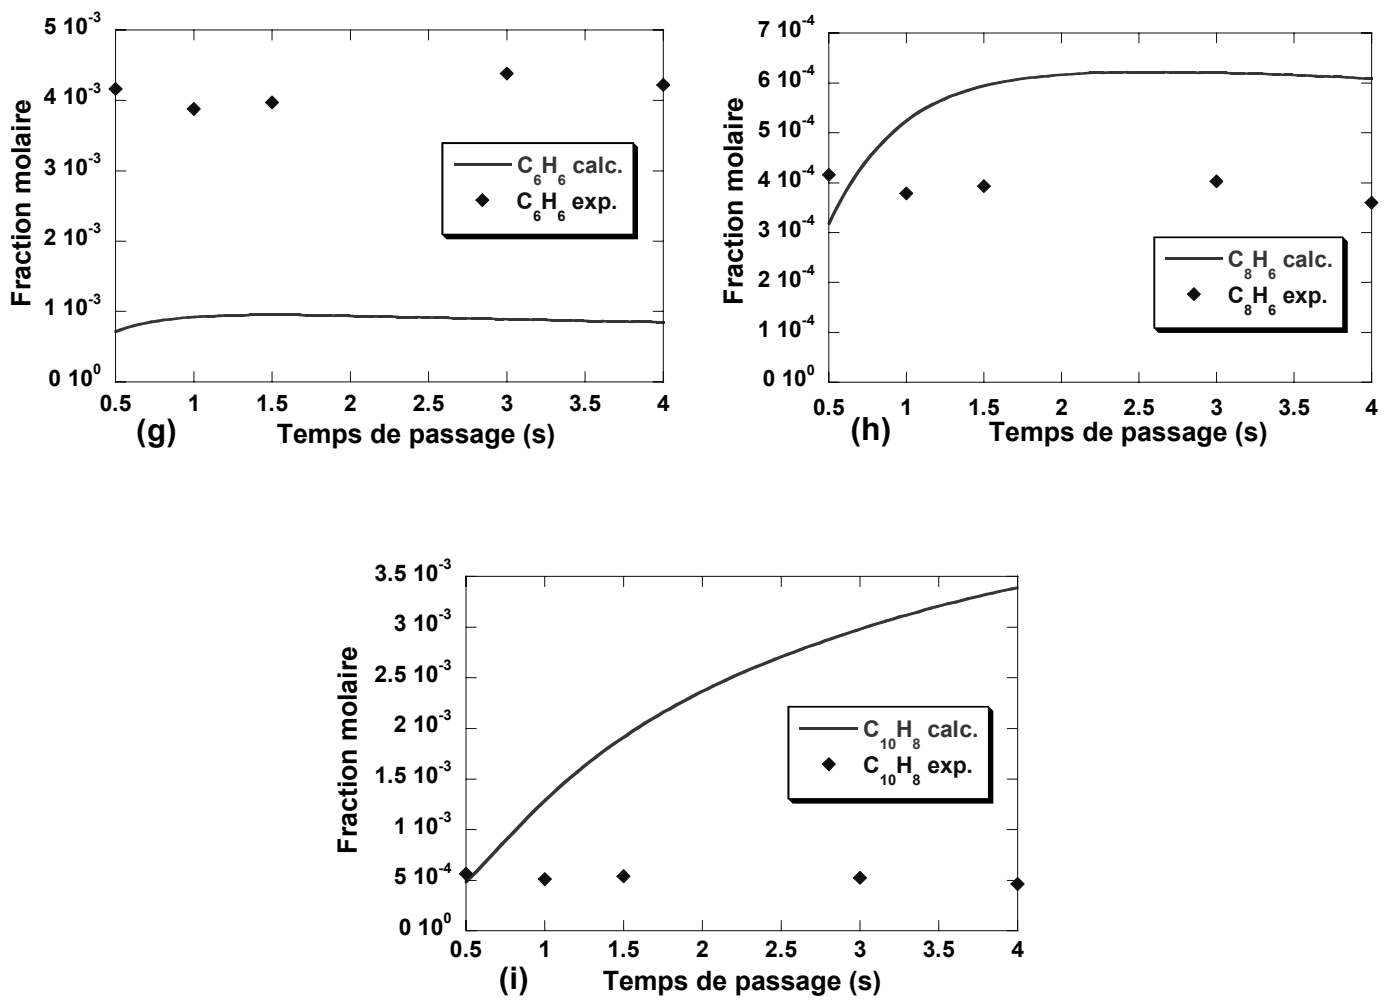 5 10⁻³
4 10⁻³
3 10⁻³
2 10⁻³
1 10⁻³
0 10⁰
Fraction molaire
C₆H₆ calc.
C₆H₆ exp.
0.5 1 1.5 2 2.5 3 3.5 4
(g) Temps de passage (s)
7 10⁻⁴
6 10⁻⁴
5 10⁻⁴
4 10⁻⁴
3 10⁻⁴
2 10⁻⁴
1 10⁻⁴
0 10⁰
Fraction molaire
C₈H₆ calc.
C₈H₆ exp.
0.5 1 1.5 2 2.5 3 3.5 4
(h) Temps de passage (s)
3.5 10⁻³
3 10⁻³
2.5 10⁻³
2 10⁻³
1.5 10⁻³
1 10⁻³
5 10⁻⁴
0 10⁰
Fraction molaire
C₁₀H₈ calc.
C₁₀H₈ exp.
0.5 1 1.5 2 2.5 3 3.5 4
(i) Temps de passage (s)